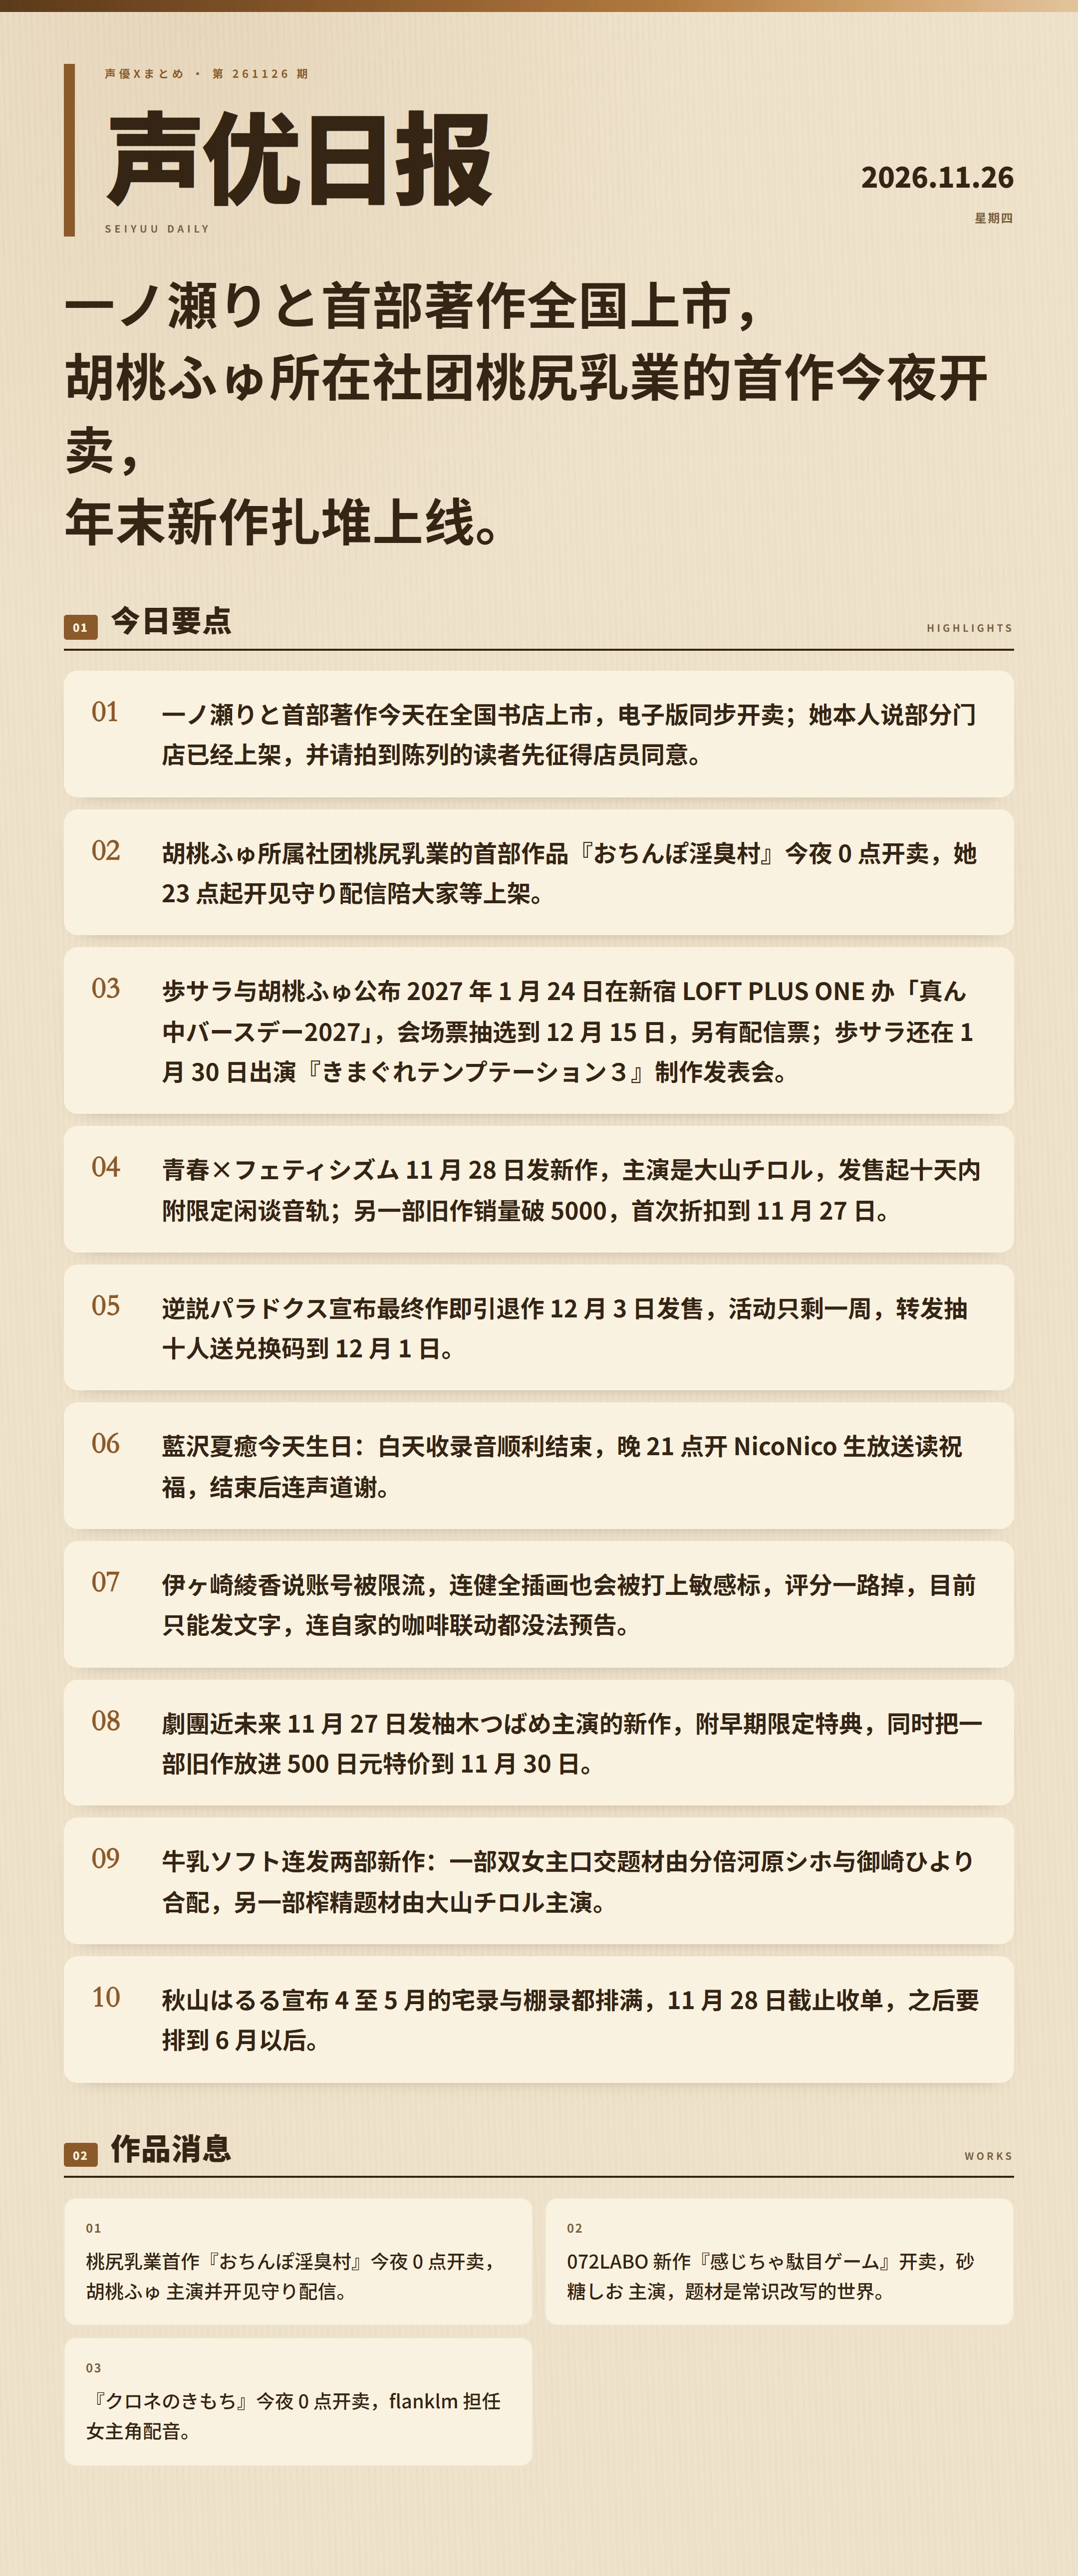 声優Xまとめ · 第 261126 期
声优日报
SEIYUU DAILY
2026.11.26
星期四
一ノ瀬りと首部著作全国上市，
胡桃ふゅ所在社团桃尻乳業的首作今夜开
卖，
年末新作扎堆上线。
01 今日要点 HIGHLIGHTS
01 一ノ瀬りと首部著作今天在全国书店上市，电子版同步开卖；她本人说部分门
店已经上架，并请拍到陈列的读者先征得店员同意。
02 胡桃ふゅ所属社团桃尻乳業的首部作品『おちんぽ淫臭村』今夜 0 点开卖，她
23 点起开见守り配信陪大家等上架。
03 歩サラ与胡桃ふゅ公布 2027 年 1 月 24 日在新宿 LOFT PLUS ONE 办「真ん
中バースデー2027」，会场票抽选到 12 月 15 日，另有配信票；歩サラ还在 1
月 30 日出演『きまぐれテンプテーション３』制作发表会。
04 青春×フェティシズム 11 月 28 日发新作，主演是大山チロル，发售起十天内
附限定闲谈音轨；另一部旧作销量破 5000，首次折扣到 11 月 27 日。
05 逆説パラドクス宣布最终作即引退作 12 月 3 日发售，活动只剩一周，转发抽
十人送兑换码到 12 月 1 日。
06 藍沢夏癒今天生日：白天收录音顺利结束，晚 21 点开 NicoNico 生放送读祝
福，结束后连声道谢。
07 伊ヶ崎綾香说账号被限流，连健全插画也会被打上敏感标，评分一路掉，目前
只能发文字，连自家的咖啡联动都没法预告。
08 劇團近未来 11 月 27 日发柚木つばめ主演的新作，附早期限定特典，同时把一
部旧作放进 500 日元特价到 11 月 30 日。
09 牛乳ソフト连发两部新作：一部双女主口交题材由分倍河原シホ与御崎ひより
合配，另一部榨精题材由大山チロル主演。
10 秋山はるる宣布 4 至 5 月的宅录与棚录都排满，11 月 28 日截止收单，之后要
排到 6 月以后。
02 作品消息 WORKS
01
桃尻乳業首作『おちんぽ淫臭村』今夜 0 点开卖，
胡桃ふゅ 主演并开见守り配信。
02
072LABO 新作『感じちゃ駄目ゲーム』开卖，砂
糖しお 主演，题材是常识改写的世界。
03
『クロネのきもち』今夜 0 点开卖，flanklm 担任
女主角配音。